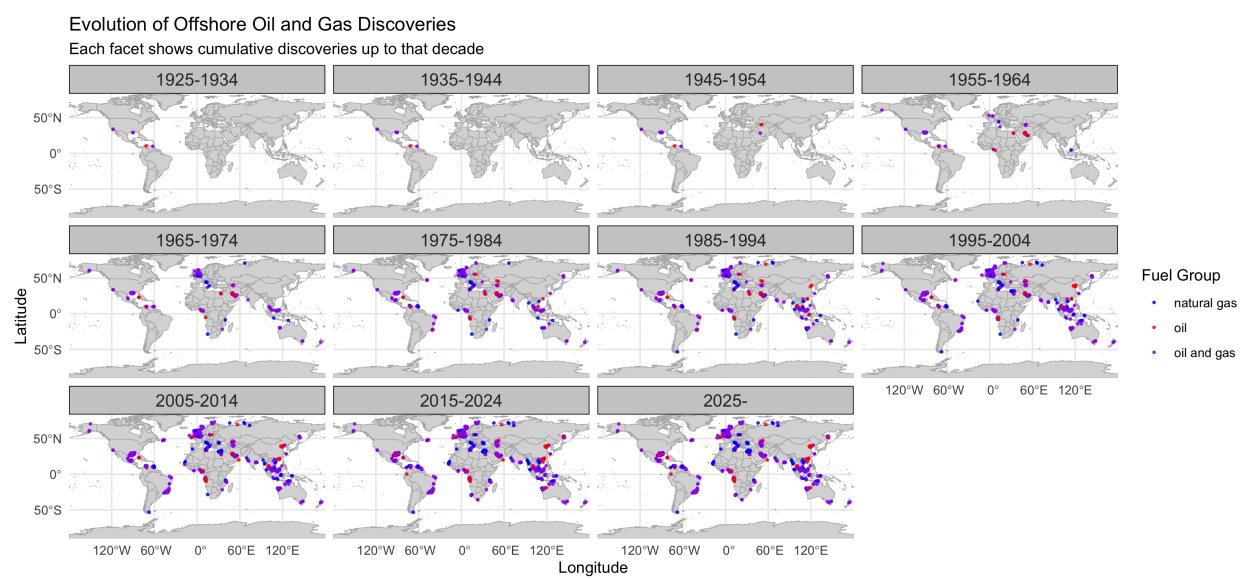 Evolution of Offshore Oil and Gas Discoveries
Each facet shows cumulative discoveries up to that decade
1925-1934 1935-1944 1945-1954 1955-1964
50°N
0°
50°S
1965-1974 1975-1984 1985-1994 1995-2004
50°N
0°
50°S
120°W 60°W 0° 60°E 120°E
2005-2014 2015-2024 2025-
50°N
0°
50°S
120°W 60°W 0° 60°E 120°E 120°W 60°W 0° 60°E 120°E 120°W 60°W 0° 60°E 120°E
Longitude
Latitude
Fuel Group
natural gas
oil
oil and gas